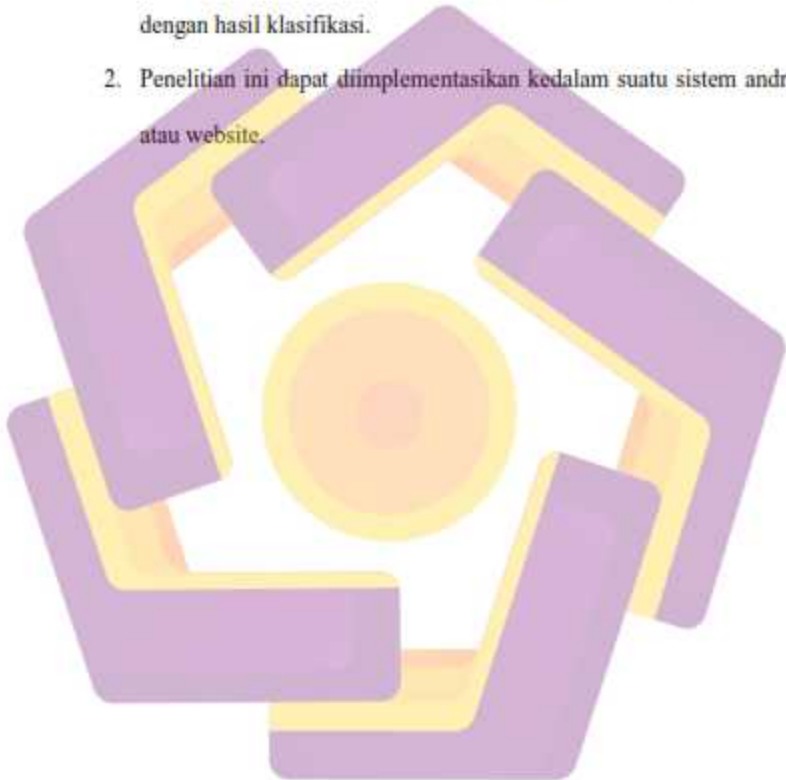 dengan hasil klasifikasi.
2. Penelitian ini dapat diimplementasikan kedalam suatu sistem
atau website.